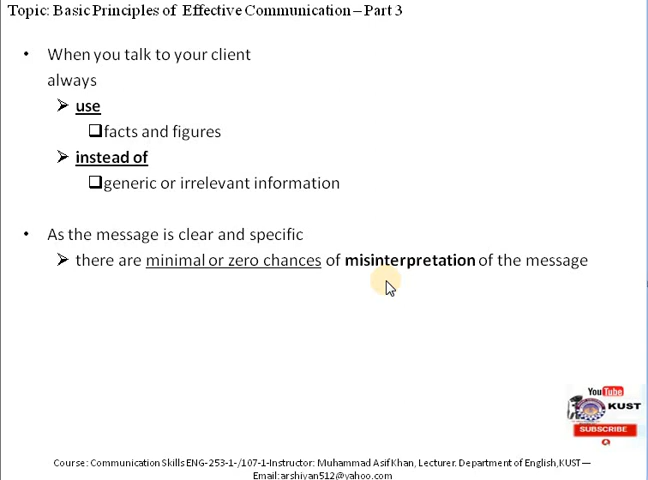 Topic: Basic Principles of Effective Communication – Part 3
• When you talk to your client
always
➢ use
❑facts and figures
➢ instead of
❑generic or irrelevant information
• As the message is clear and specific
➢ there are minimal or zero chances of misinterpretation of the message
YouTube
KUST
SUBSCRIBE
Course: Communication Skills ENG-253-1-/107-1-Instructor: Muhammad Asif Khan, Lecturer. Department of English,KUST—
Email:arshiyan512@yahoo.com